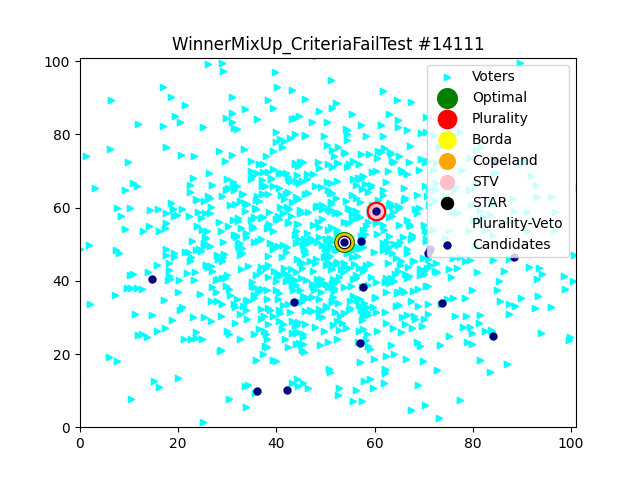 WinnerMixUp_CriteriaFailTest #14111
100
80
60
40
20
0
0
20
40
60
80
100
Voters
Optimal
Plurality
Borda
Copeland
STV
STAR
Plurality-Veto
Candidates